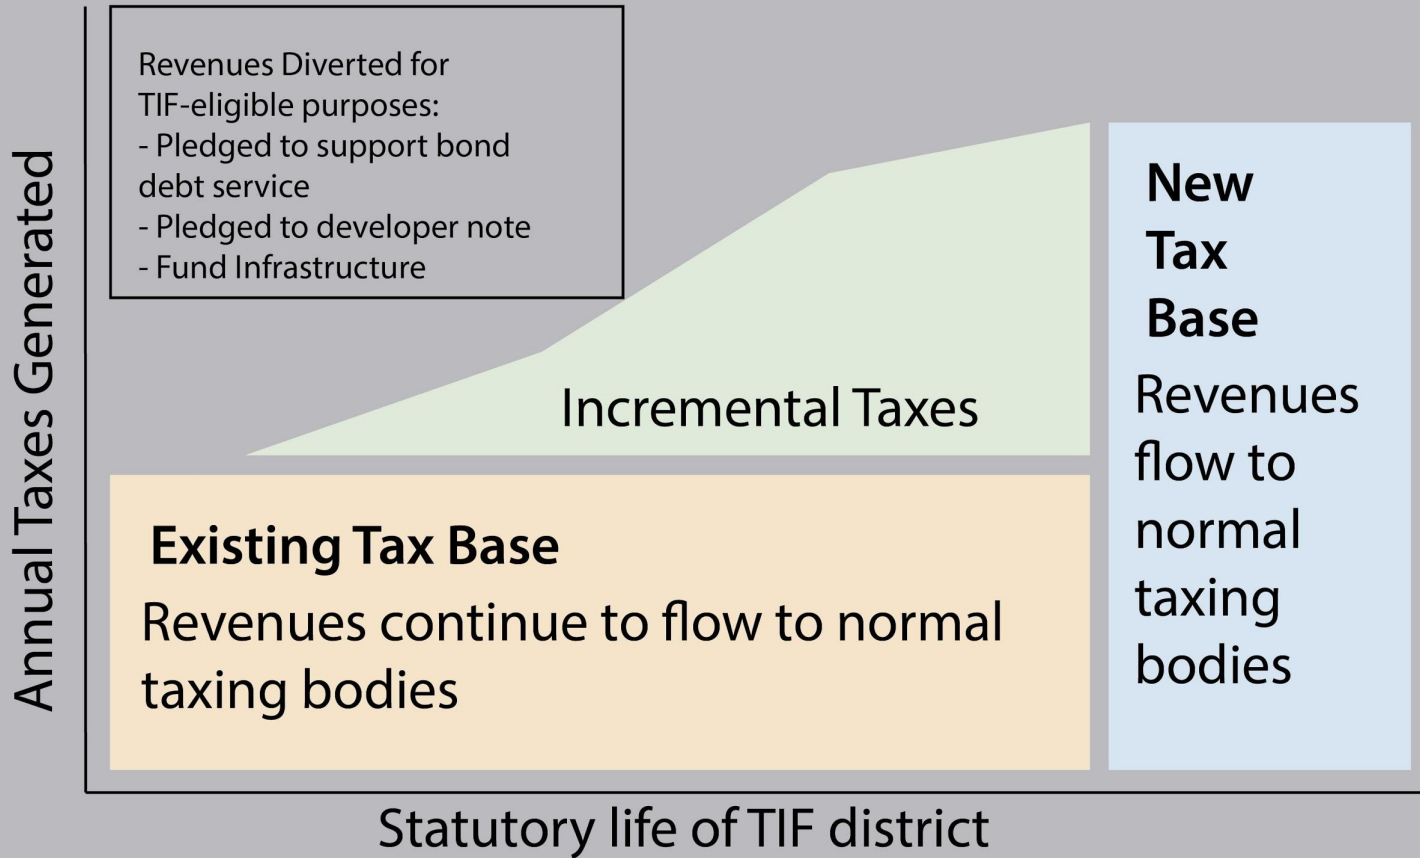 Annual Taxes Generated
Revenues Diverted for
TIF-eligible purposes:
- Pledged to support bond
debt service
- Pledged to developer note
- Fund Infrastructure
Incremental Taxes
Existing Tax Base
Revenues continue to flow to normal
taxing bodies
New
Tax
Base
Revenues
flow to
normal
taxing
bodies
Statutory life of TIF district